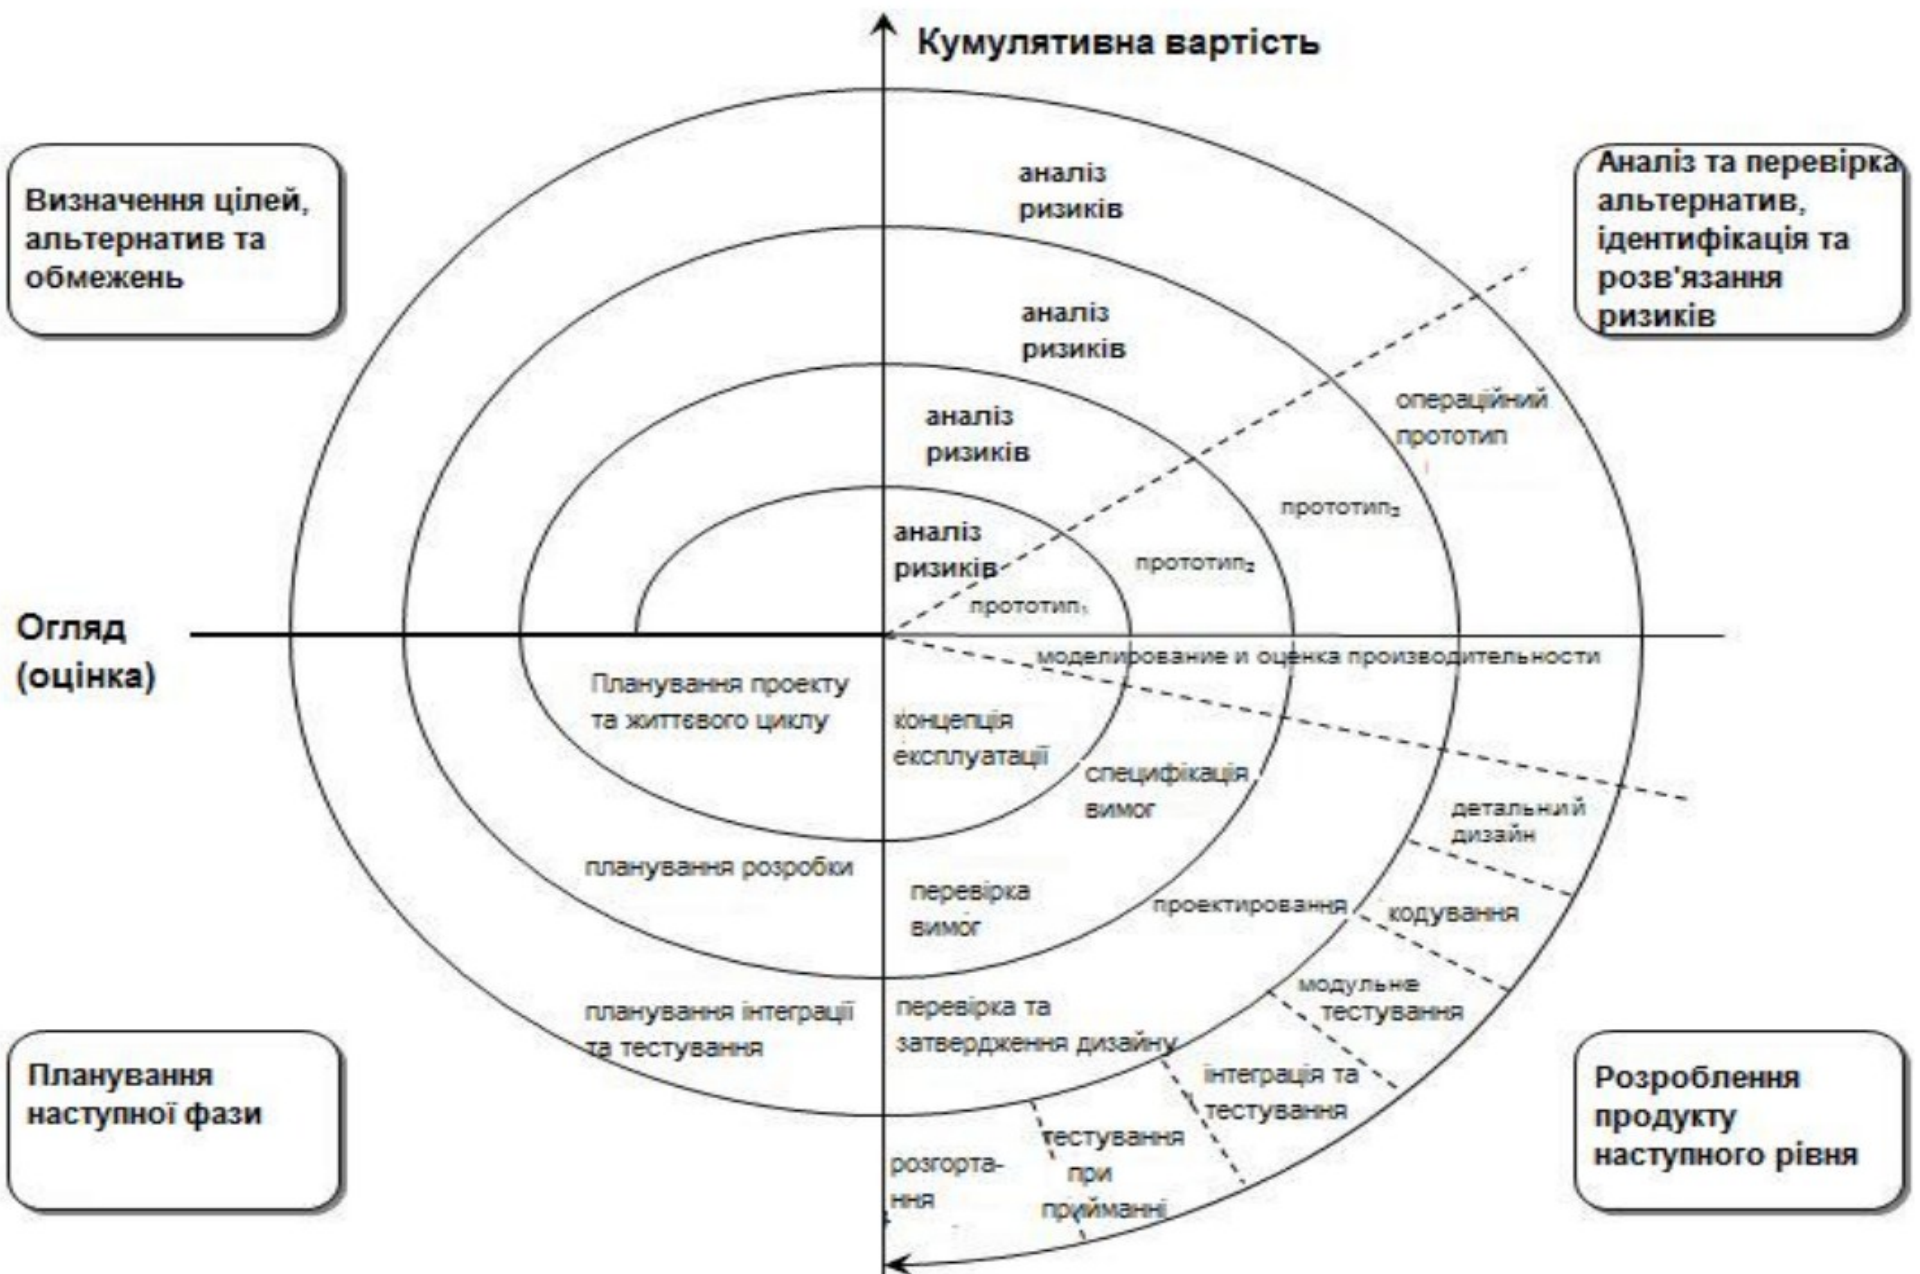 Кумулятивна вартість
Визначення цілей,
альтернатив та
обмежень
Аналіз та перевірка
альтернатив,
ідентифікація та
розв'язання
ризиків
аналіз
ризиків
аналіз
ризиків
аналіз
ризиків
аналіз
ризиків
операційний
прототип
прототип₃
прототип₂
прототип₁
Огляд
(оцінка)
моделирование и оценка производительности
Планування проекту
та життєвого циклу
концепція
експлуатації
специфікація
вимог
детальний
дизайн
планування розробки
перевірка
вимог
проектировання
кодування
планування інтеграції
та тестування
перевірка та
затвердження дизайну
модульне
тестування
інтеграція та
тестування
тестування
при
прийманні
розгорта-
ння
Планування
наступної фази
Розроблення
продукту
наступного рівня